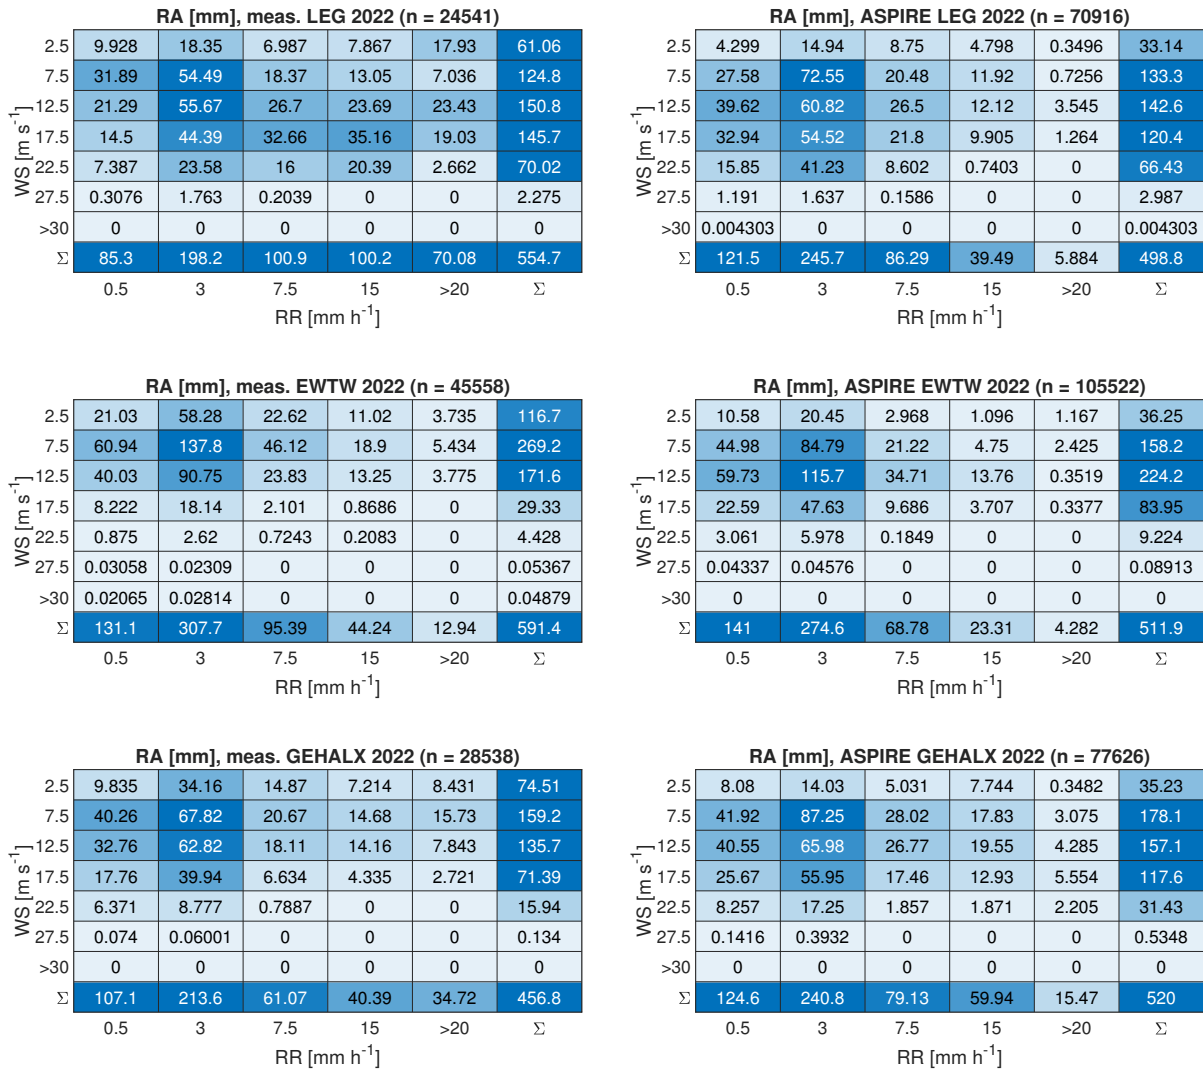 RA [mm], meas. LEG 2022 (n = 24541)
2.5 9.928 18.35 6.987 7.867 17.93 61.06
7.5 31.89 54.49 18.37 13.05 7.036 124.8
12.5 21.29 55.67 26.7 23.69 23.43 150.8
17.5 14.5 44.39 32.66 35.16 19.03 145.7
22.5 7.387 23.58 16 20.39 2.662 70.02
27.5 0.3076 1.763 0.2039 0 0 2.275
>30 0 0 0 0 0 0
Σ 85.3 198.2 100.9 100.2 70.08 554.7
0.5 3 7.5 15 >20 Σ
WS [m s⁻¹]
RR [mm h⁻¹]
RA [mm], ASPIRE LEG 2022 (n = 70916)
2.5 4.299 14.94 8.75 4.798 0.3496 33.14
7.5 27.58 72.55 20.48 11.92 0.7256 133.3
12.5 39.62 60.82 26.5 12.12 3.545 142.6
17.5 32.94 54.52 21.8 9.905 1.264 120.4
22.5 15.85 41.23 8.602 0.7403 0 66.43
27.5 1.191 1.637 0.1586 0 0 2.987
>30 0.004303 0 0 0 0 0.004303
Σ 121.5 245.7 86.29 39.49 5.884 498.8
0.5 3 7.5 15 >20 Σ
WS [m s⁻¹]
RR [mm h⁻¹]
RA [mm], meas. EWTW 2022 (n = 45558)
2.5 21.03 58.28 22.62 11.02 3.735 116.7
7.5 60.94 137.8 46.12 18.9 5.434 269.2
12.5 40.03 90.75 23.83 13.25 3.775 171.6
17.5 8.222 18.14 2.101 0.8686 0 29.33
22.5 0.875 2.62 0.7243 0.2083 0 4.428
27.5 0.03058 0.02309 0 0 0 0.05367
>30 0.02065 0.02814 0 0 0 0.04879
Σ 131.1 307.7 95.39 44.24 12.94 591.4
0.5 3 7.5 15 >20 Σ
WS [m s⁻¹]
RR [mm h⁻¹]
RA [mm], ASPIRE EWTW 2022 (n = 105522)
2.5 10.58 20.45 2.968 1.096 1.167 36.25
7.5 44.98 84.79 21.22 4.75 2.425 158.2
12.5 59.73 115.7 34.71 13.76 0.3519 224.2
17.5 22.59 47.63 9.686 3.707 0.3377 83.95
22.5 3.061 5.978 0.1849 0 0 9.224
27.5 0.04337 0.04576 0 0 0 0.08913
>30 0 0 0 0 0 0
Σ 141 274.6 68.78 23.31 4.282 511.9
0.5 3 7.5 15 >20 Σ
WS [m s⁻¹]
RR [mm h⁻¹]
RA [mm], meas. GEHALX 2022 (n = 28538)
2.5 9.835 34.16 14.87 7.214 8.431 74.51
7.5 40.26 67.82 20.67 14.68 15.73 159.2
12.5 32.76 62.82 18.11 14.16 7.843 135.7
17.5 17.76 39.94 6.634 4.335 2.721 71.39
22.5 6.371 8.777 0.7887 0 0 15.94
27.5 0.074 0.06001 0 0 0 0.134
>30 0 0 0 0 0 0
Σ 107.1 213.6 61.07 40.39 34.72 456.8
0.5 3 7.5 15 >20 Σ
WS [m s⁻¹]
RR [mm h⁻¹]
RA [mm], ASPIRE GEHALX 2022 (n = 77626)
2.5 8.08 14.03 5.031 7.744 0.3482 35.23
7.5 41.92 87.25 28.02 17.83 3.075 178.1
12.5 40.55 65.98 26.77 19.55 4.285 157.1
17.5 25.67 55.95 17.46 12.93 5.554 117.6
22.5 8.257 17.25 1.857 1.871 2.205 31.43
27.5 0.1416 0.3932 0 0 0 0.5348
>30 0 0 0 0 0 0
Σ 124.6 240.8 79.13 59.94 15.47 520
0.5 3 7.5 15 >20 Σ
WS [m s⁻¹]
RR [mm h⁻¹]